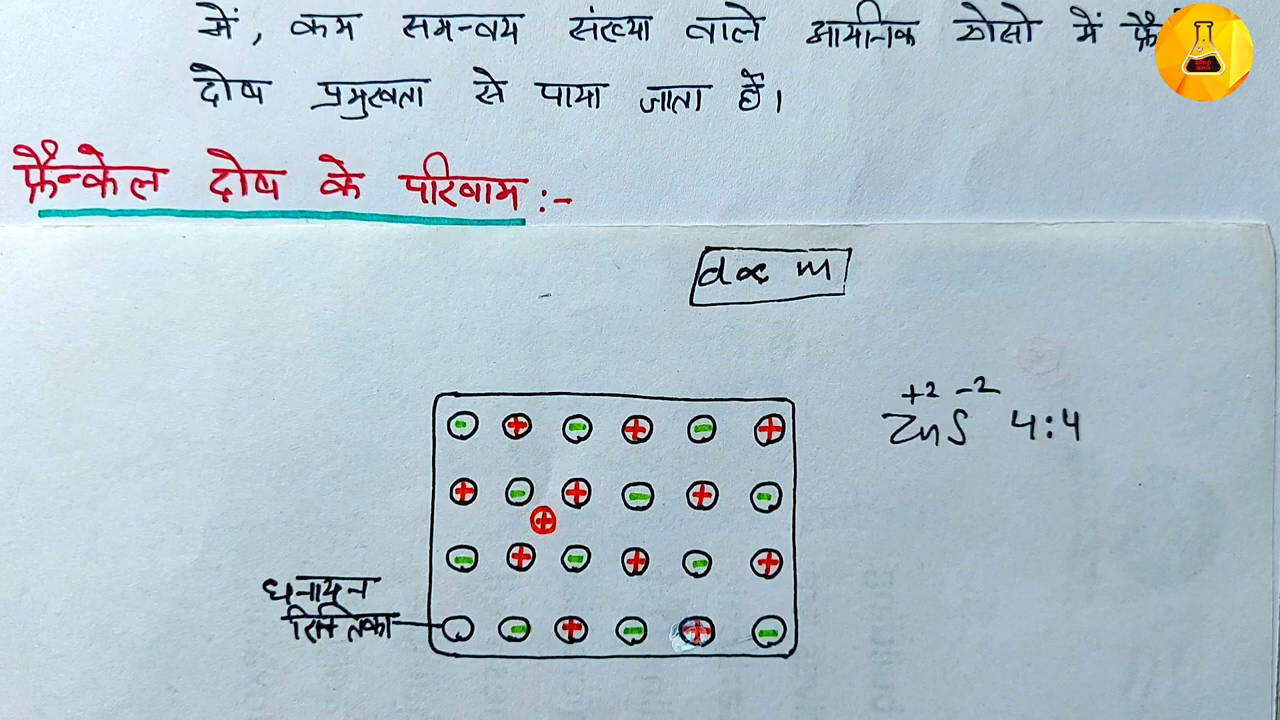 में, कम समन्वय संख्या वाले आयनिक ठोसो में
दोष प्रमुखता से पाया जाता है।
फ्रैन्केल दोष के परिणाम :-
d ∝ m
+2 -2
ZnS 4:4
धनायन
रिक्तिका